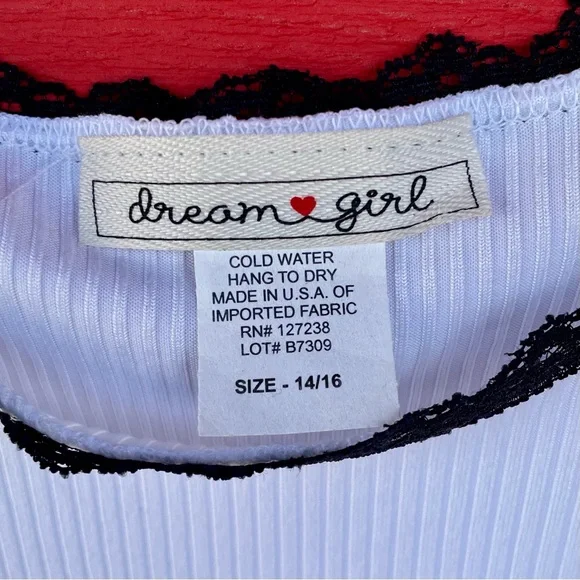 dream girl
COLD WATER
HANG TO DRY
MADE IN U.S.A. OF
IMPORTED FABRIC
RN# 127238
LOT# B7309
SIZE - 14/16